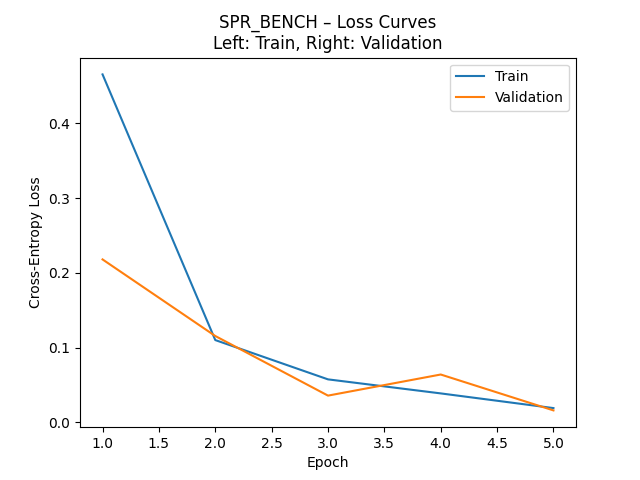 SPR_BENCH – Loss Curves
Left: Train, Right: Validation
Train
Validation
Cross-Entropy Loss
0.4
0.3
0.2
0.1
0.0
1.0 1.5 2.0 2.5 3.0 3.5 4.0 4.5 5.0
Epoch